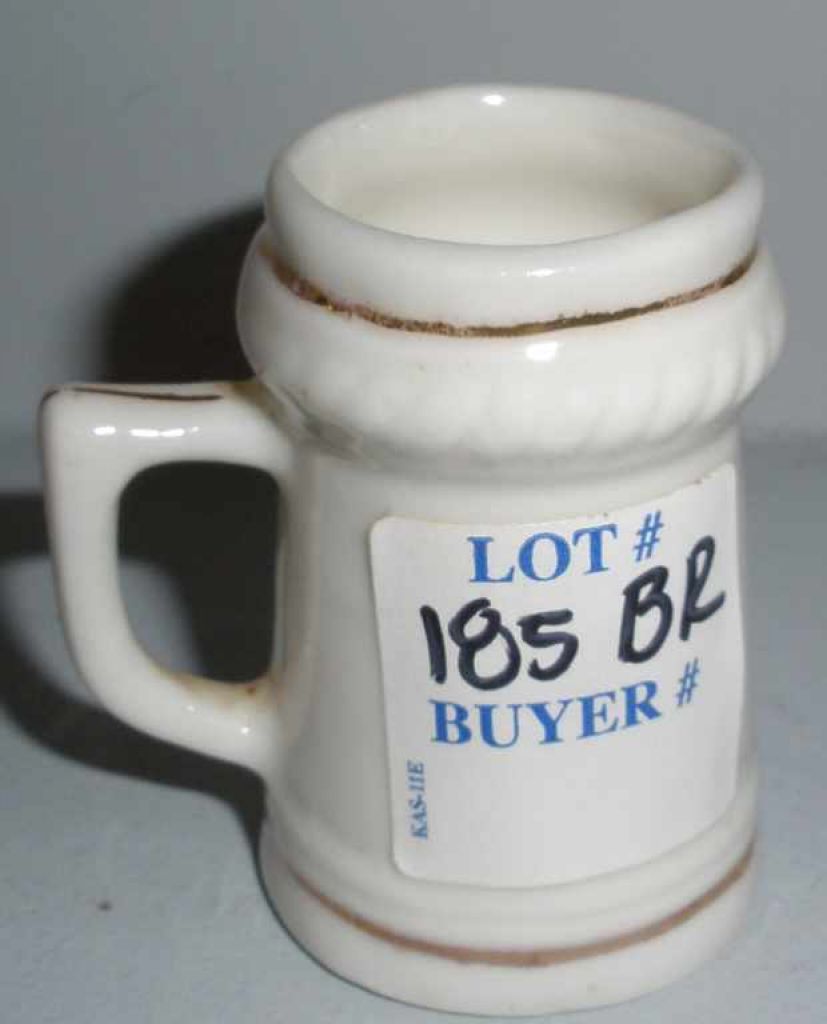 LOT #
185 BR
BUYER #
KAS-11E